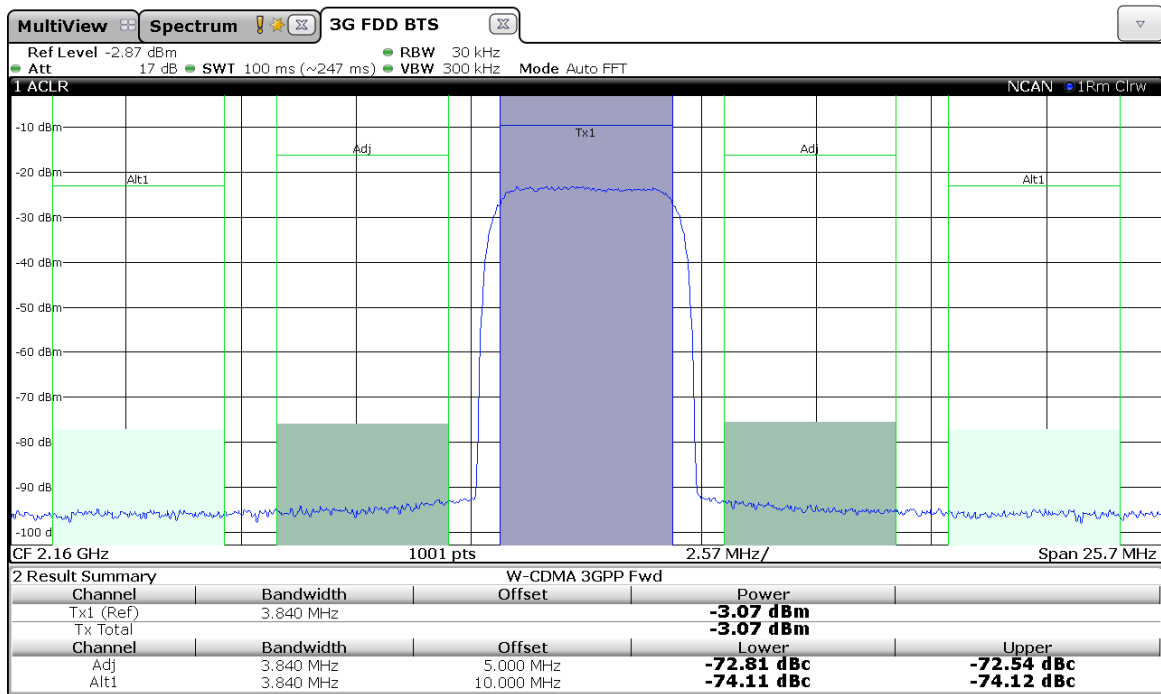 MultiView Spectrum 3G FDD BTS
Ref Level -2.87 dBm RBW 30 kHz
Att 17 dB SWT 100 ms (~247 ms) VBW 300 kHz Mode Auto FFT
1 ACLR NCAN 1Rm Clrw
-10 dBm
Tx1
Adj Adj
-20 dBm
Alt1 Alt1
-30 dBm
-40 dBm
-50 dBm
-60 dBm
-70 dBm
-80 dB
-90 dB
-100 d
CF 2.16 GHz 1001 pts 2.57 MHz/ Span 25.7 MHz
2 Result Summary W-CDMA 3GPP Fwd
Channel Bandwidth Offset Power
Tx1 (Ref) 3.840 MHz -3.07 dBm
Tx Total -3.07 dBm
Channel Bandwidth Offset Lower Upper
Adj 3.840 MHz 5.000 MHz -72.81 dBc -72.54 dBc
Alt1 3.840 MHz 10.000 MHz -74.11 dBc -74.12 dBc